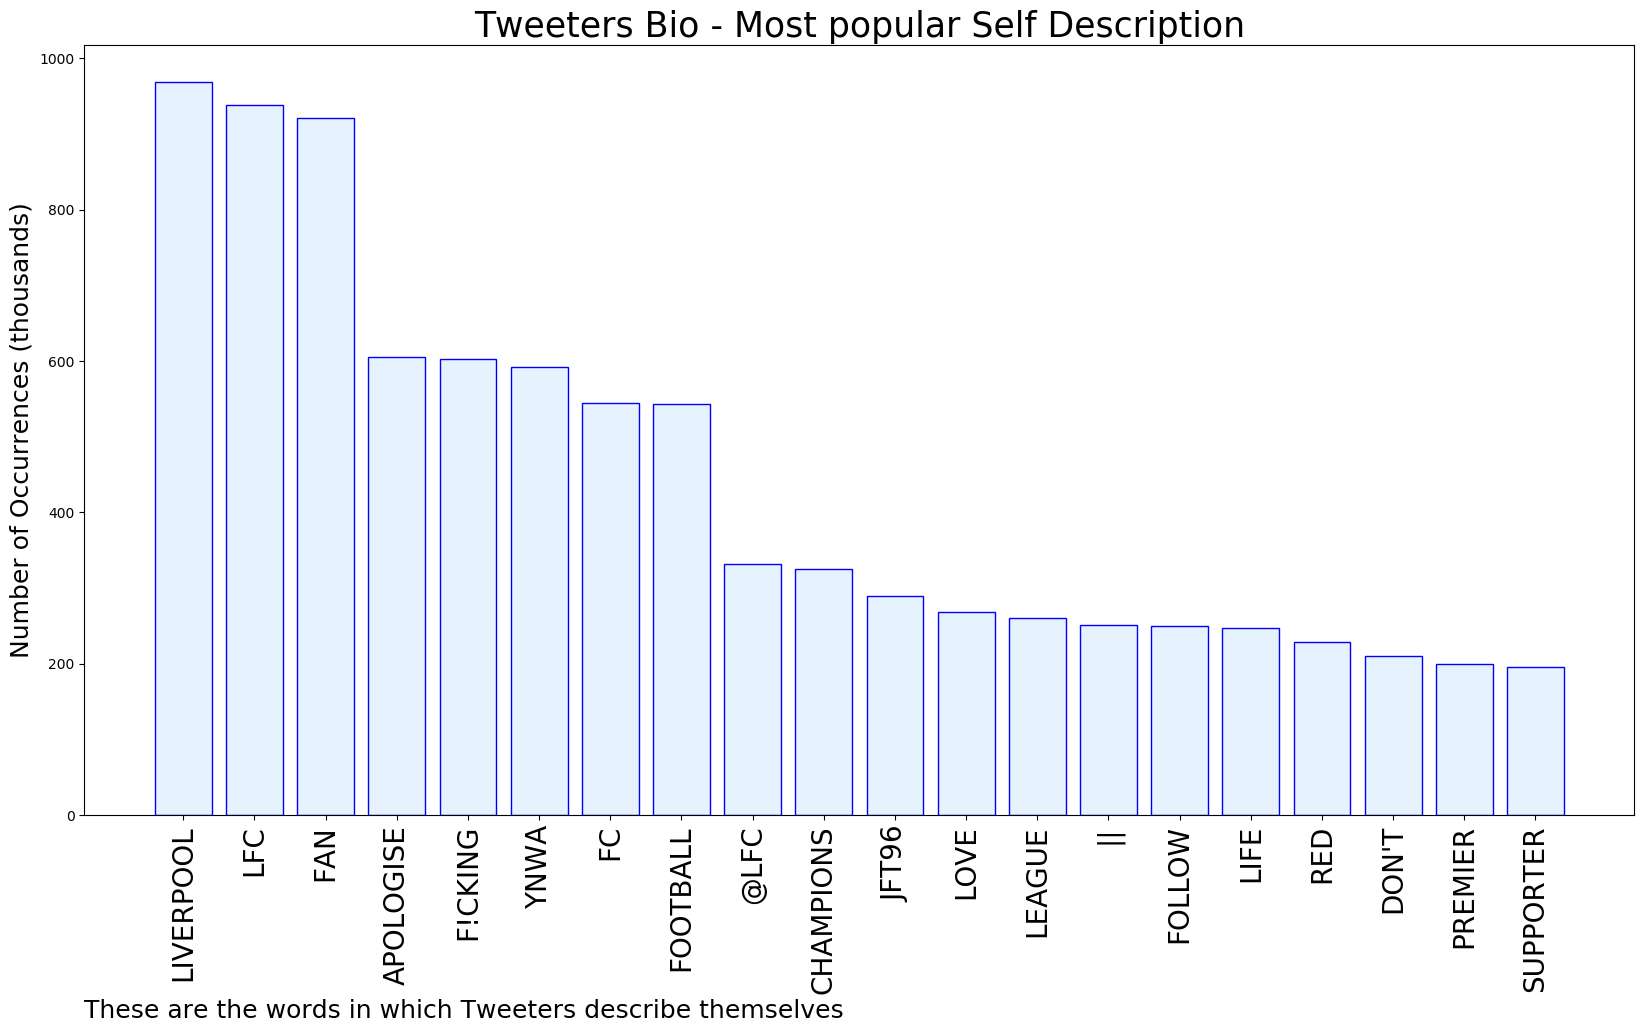 Tweeters Bio - Most popular Self Description
Number of Occurrences (thousands)
1000
800
600
400
200
0
LIVERPOOL
LFC
FAN
APOLOGISE
F!CKING
YNWA
FC
FOOTBALL
@LFC
CHAMPIONS
JFT96
LOVE
LEAGUE
||
FOLLOW
LIFE
RED
DON'T
PREMIER
SUPPORTER
These are the words in which Tweeters describe themselves